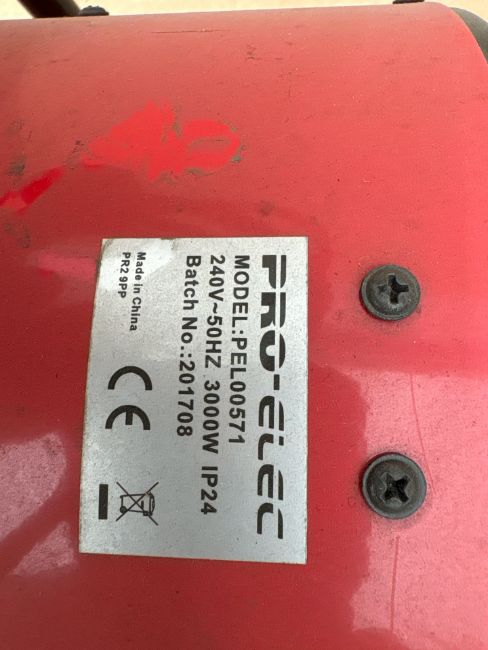 PRO-ELEC
MODEL:PEL00571
240V~50HZ 3000W IP24
Batch No.:201708
CE
Made in China
PR2 9PP